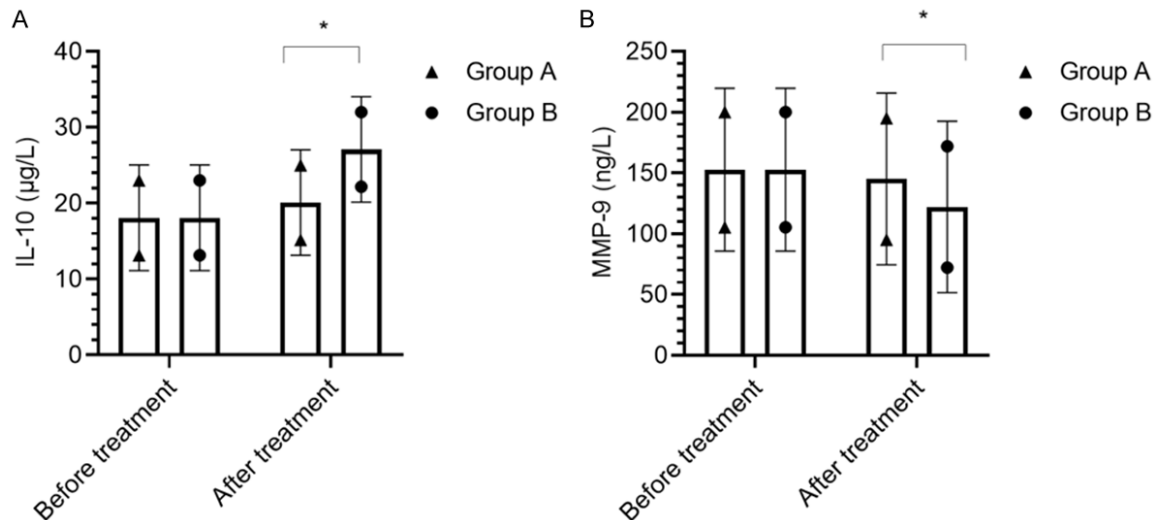 A
IL-10 (μg/L)
40
30
20
10
0
*
Group A
Group B
Before treatment
After treatment
B
MMP-9 (ng/L)
250
200
150
100
50
0
*
Group A
Group B
Before treatment
After treatment